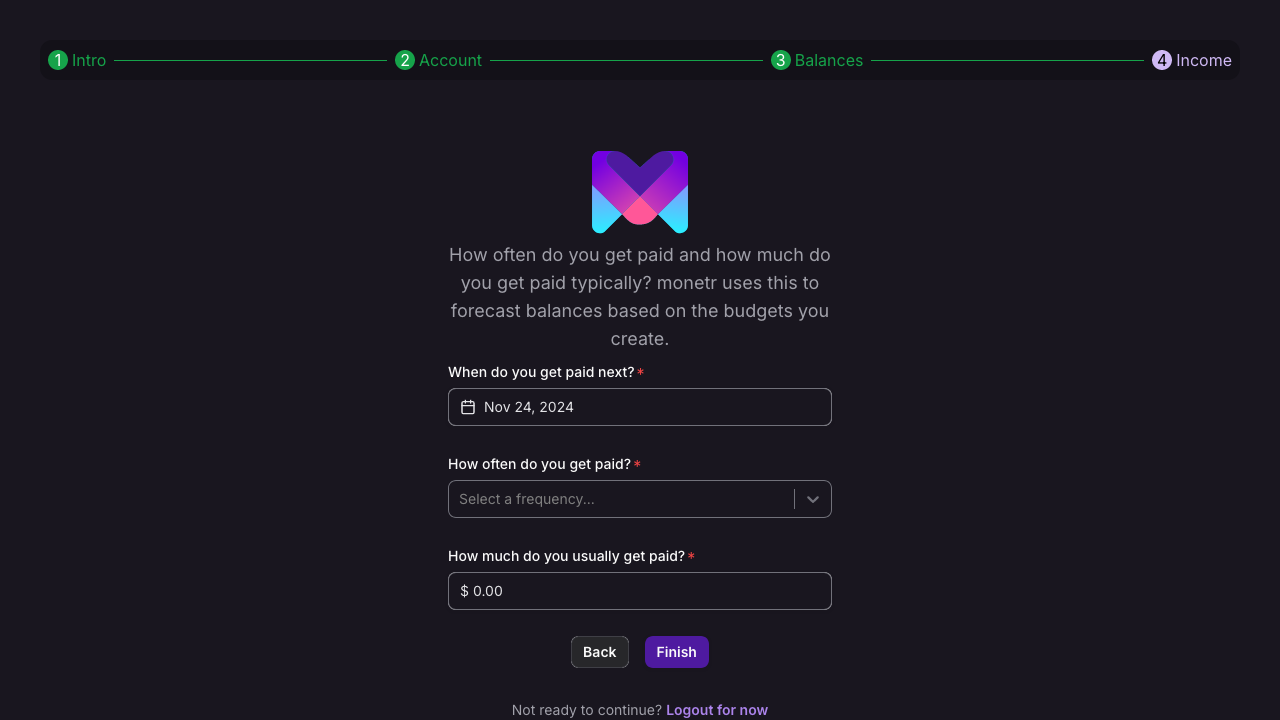 1 Intro 2 Account 3 Balances 4 Income
How often do you get paid and how much do
you get paid typically? monetr uses this to
forecast balances based on the budgets you
create.
When do you get paid next?*
Nov 24, 2024
How often do you get paid?*
Select a frequency...
How much do you usually get paid?*
$ 0.00
Back Finish
Not ready to continue? Logout for now